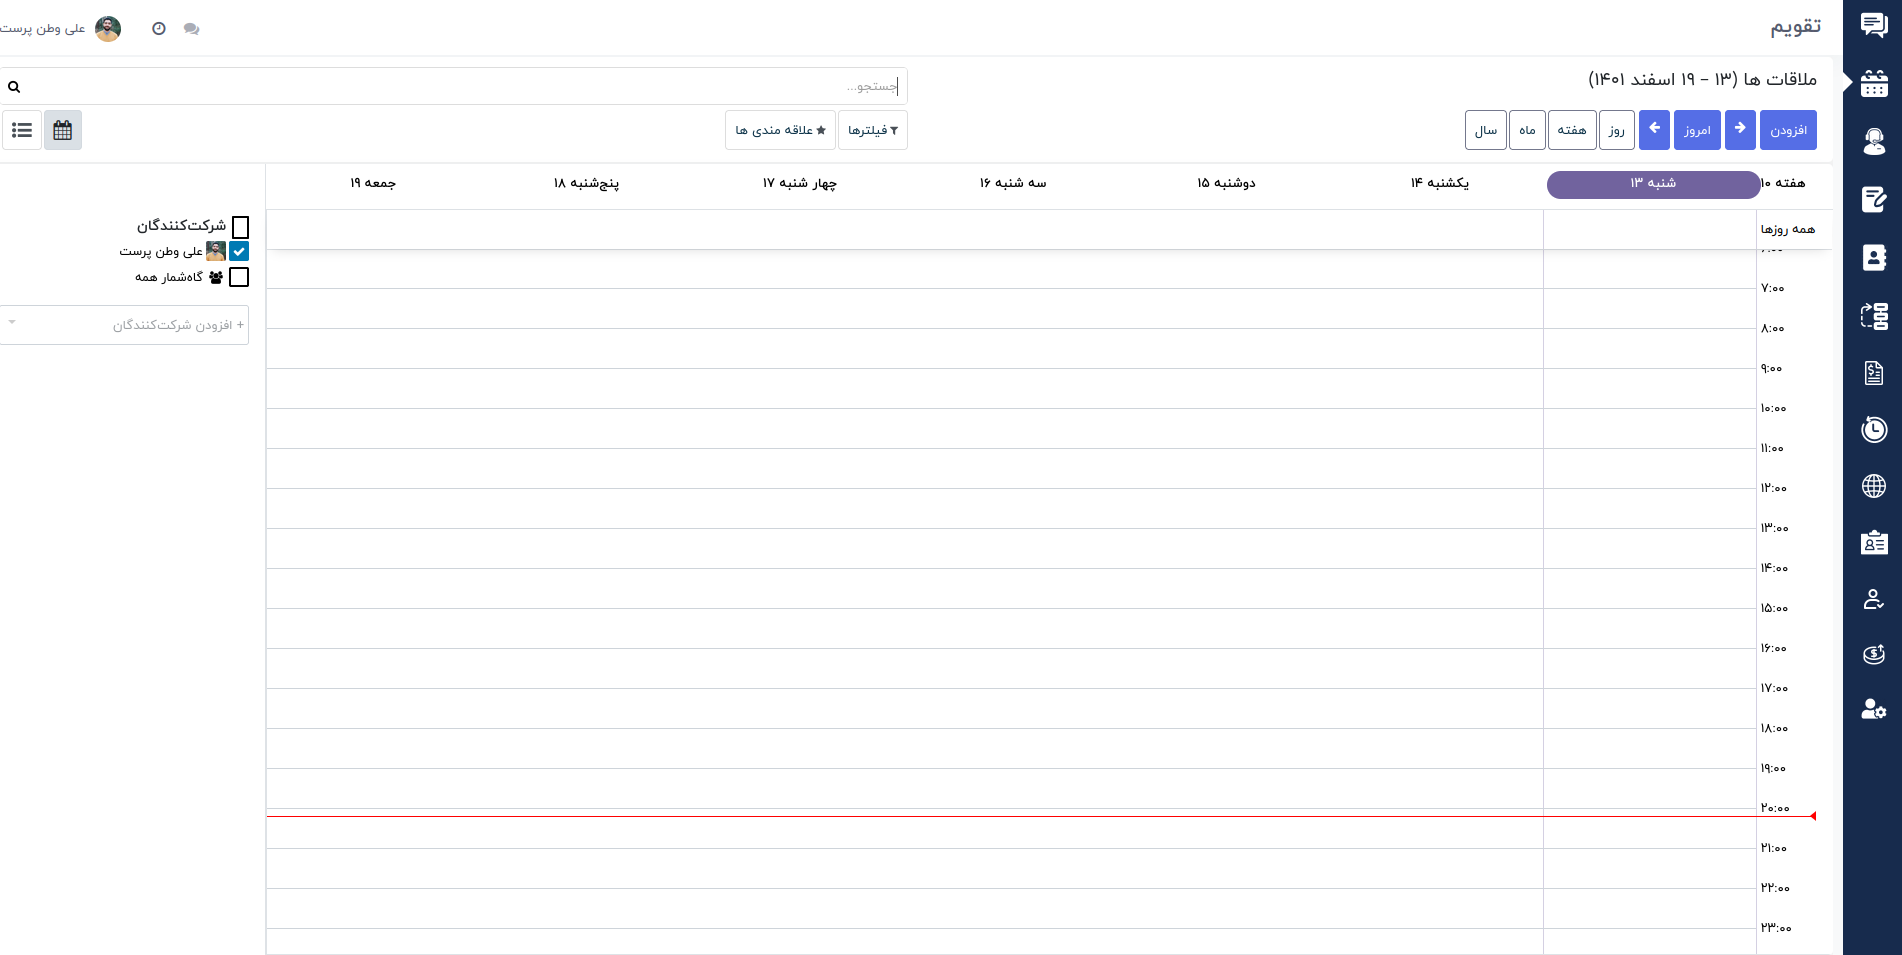 تقویم
علی وطن پرست
ملاقات ها (۱۳ – ۱۹ اسفند ۱۴۰۱)
جستجو...
افزودن امروز روز هفته ماه سال
فیلترها علاقه مندی ها
هفته ۱۰ شنبه ۱۳ یکشنبه ۱۴ دوشنبه ۱۵ سه شنبه ۱۶ چهار شنبه ۱۷ پنج‌شنبه ۱۸ جمعه ۱۹
همه روزها
۷:۰۰
۸:۰۰
۹:۰۰
۱۰:۰۰
۱۱:۰۰
۱۲:۰۰
۱۳:۰۰
۱۴:۰۰
۱۵:۰۰
۱۶:۰۰
۱۷:۰۰
۱۸:۰۰
۱۹:۰۰
۲۰:۰۰
۲۱:۰۰
۲۲:۰۰
۲۳:۰۰
شرکت‌کنندگان
علی وطن پرست
گاه‌شمار همه
+ افزودن شرکت‌کنندگان